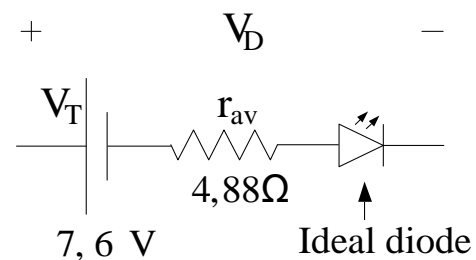 + V_D −
V_T
r_av
4,88Ω
7, 6 V
Ideal diode